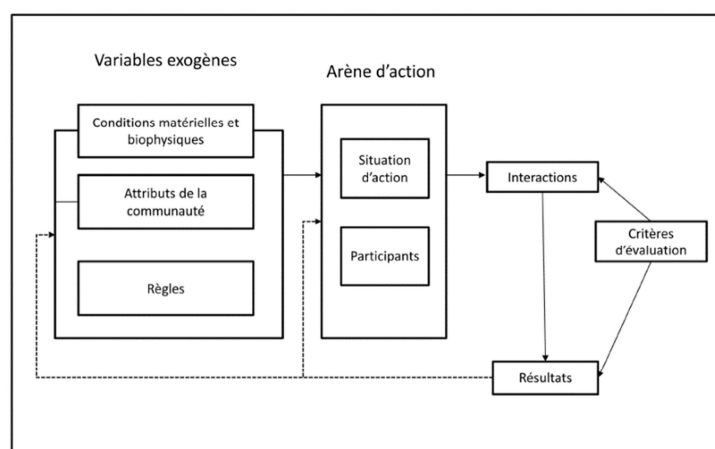 Variables exogènes
Conditions matérielles et
biophysiques
Attributs de la
communauté
Règles
Arène d'action
Situation
d'action
Participants
Interactions
Critères
d'évaluation
Résultats